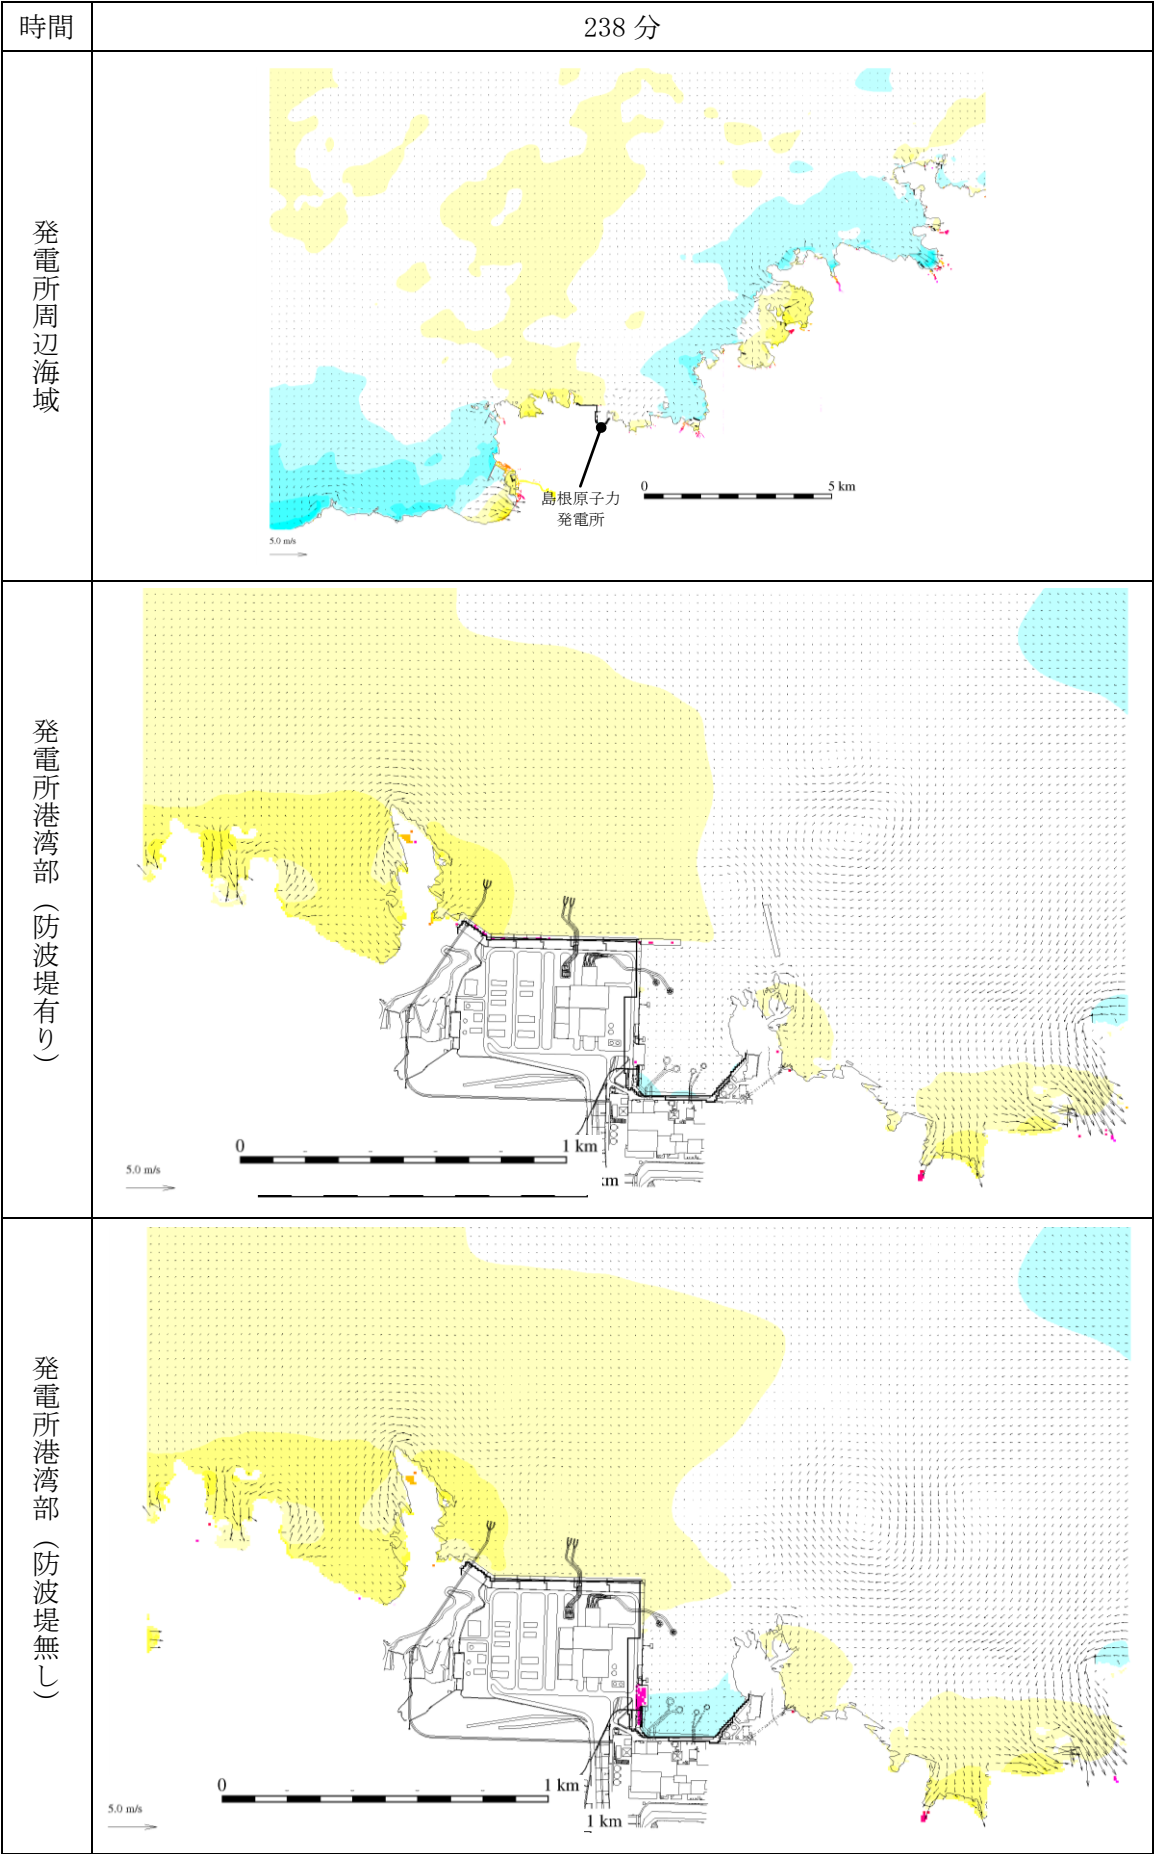 時間
238 分
発電所周辺海域
島根原子力
発電所
0 5 km
5.0 m/s
発電所港湾部（防波堤有り）
0 1 km
5.0 m/s
km
発電所港湾部（防波堤無し）
0 1 km
5.0 m/s
1 km